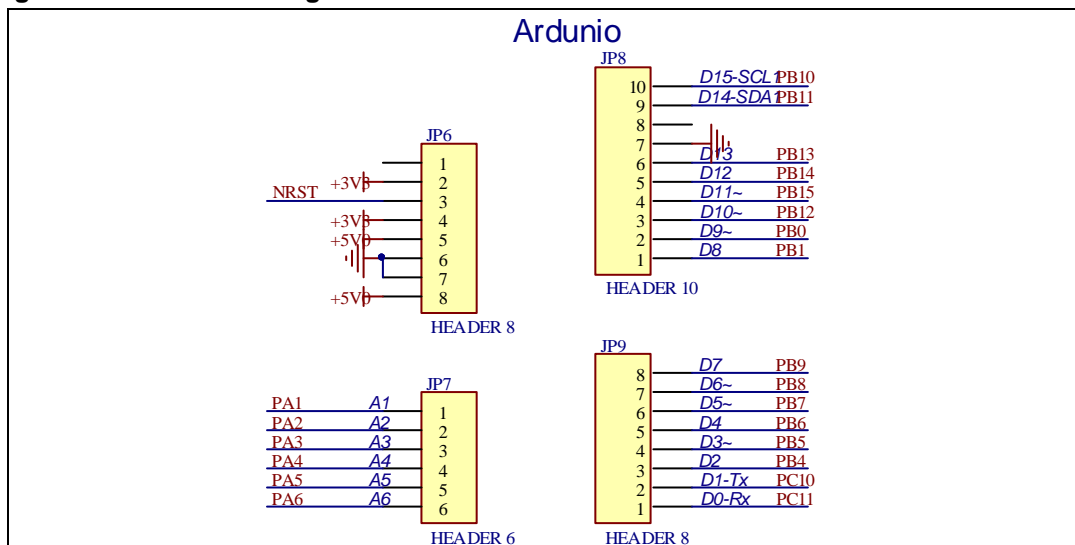 Ardunio
JP6
1
+3V3 2
NRST 3
+3V3 4
+5V0 5
6
7
+5V0 8
HEADER 8
JP8
10 D15-SCL1 PB10
9 D14-SDA1 PB11
8
7
6 D13 PB13
5 D12 PB14
4 D11~ PB15
3 D10~ PB12
2 D9~ PB0
1 D8 PB1
HEADER 10
JP7
PA1 A1 1
PA2 A2 2
PA3 A3 3
PA4 A4 4
PA5 A5 5
PA6 A6 6
HEADER 6
JP9
8 D7 PB9
7 D6~ PB8
6 D5~ PB7
5 D4 PB6
4 D3~ PB5
3 D2 PB4
2 D1-Tx PC10
1 D0-Rx PC11
HEADER 8